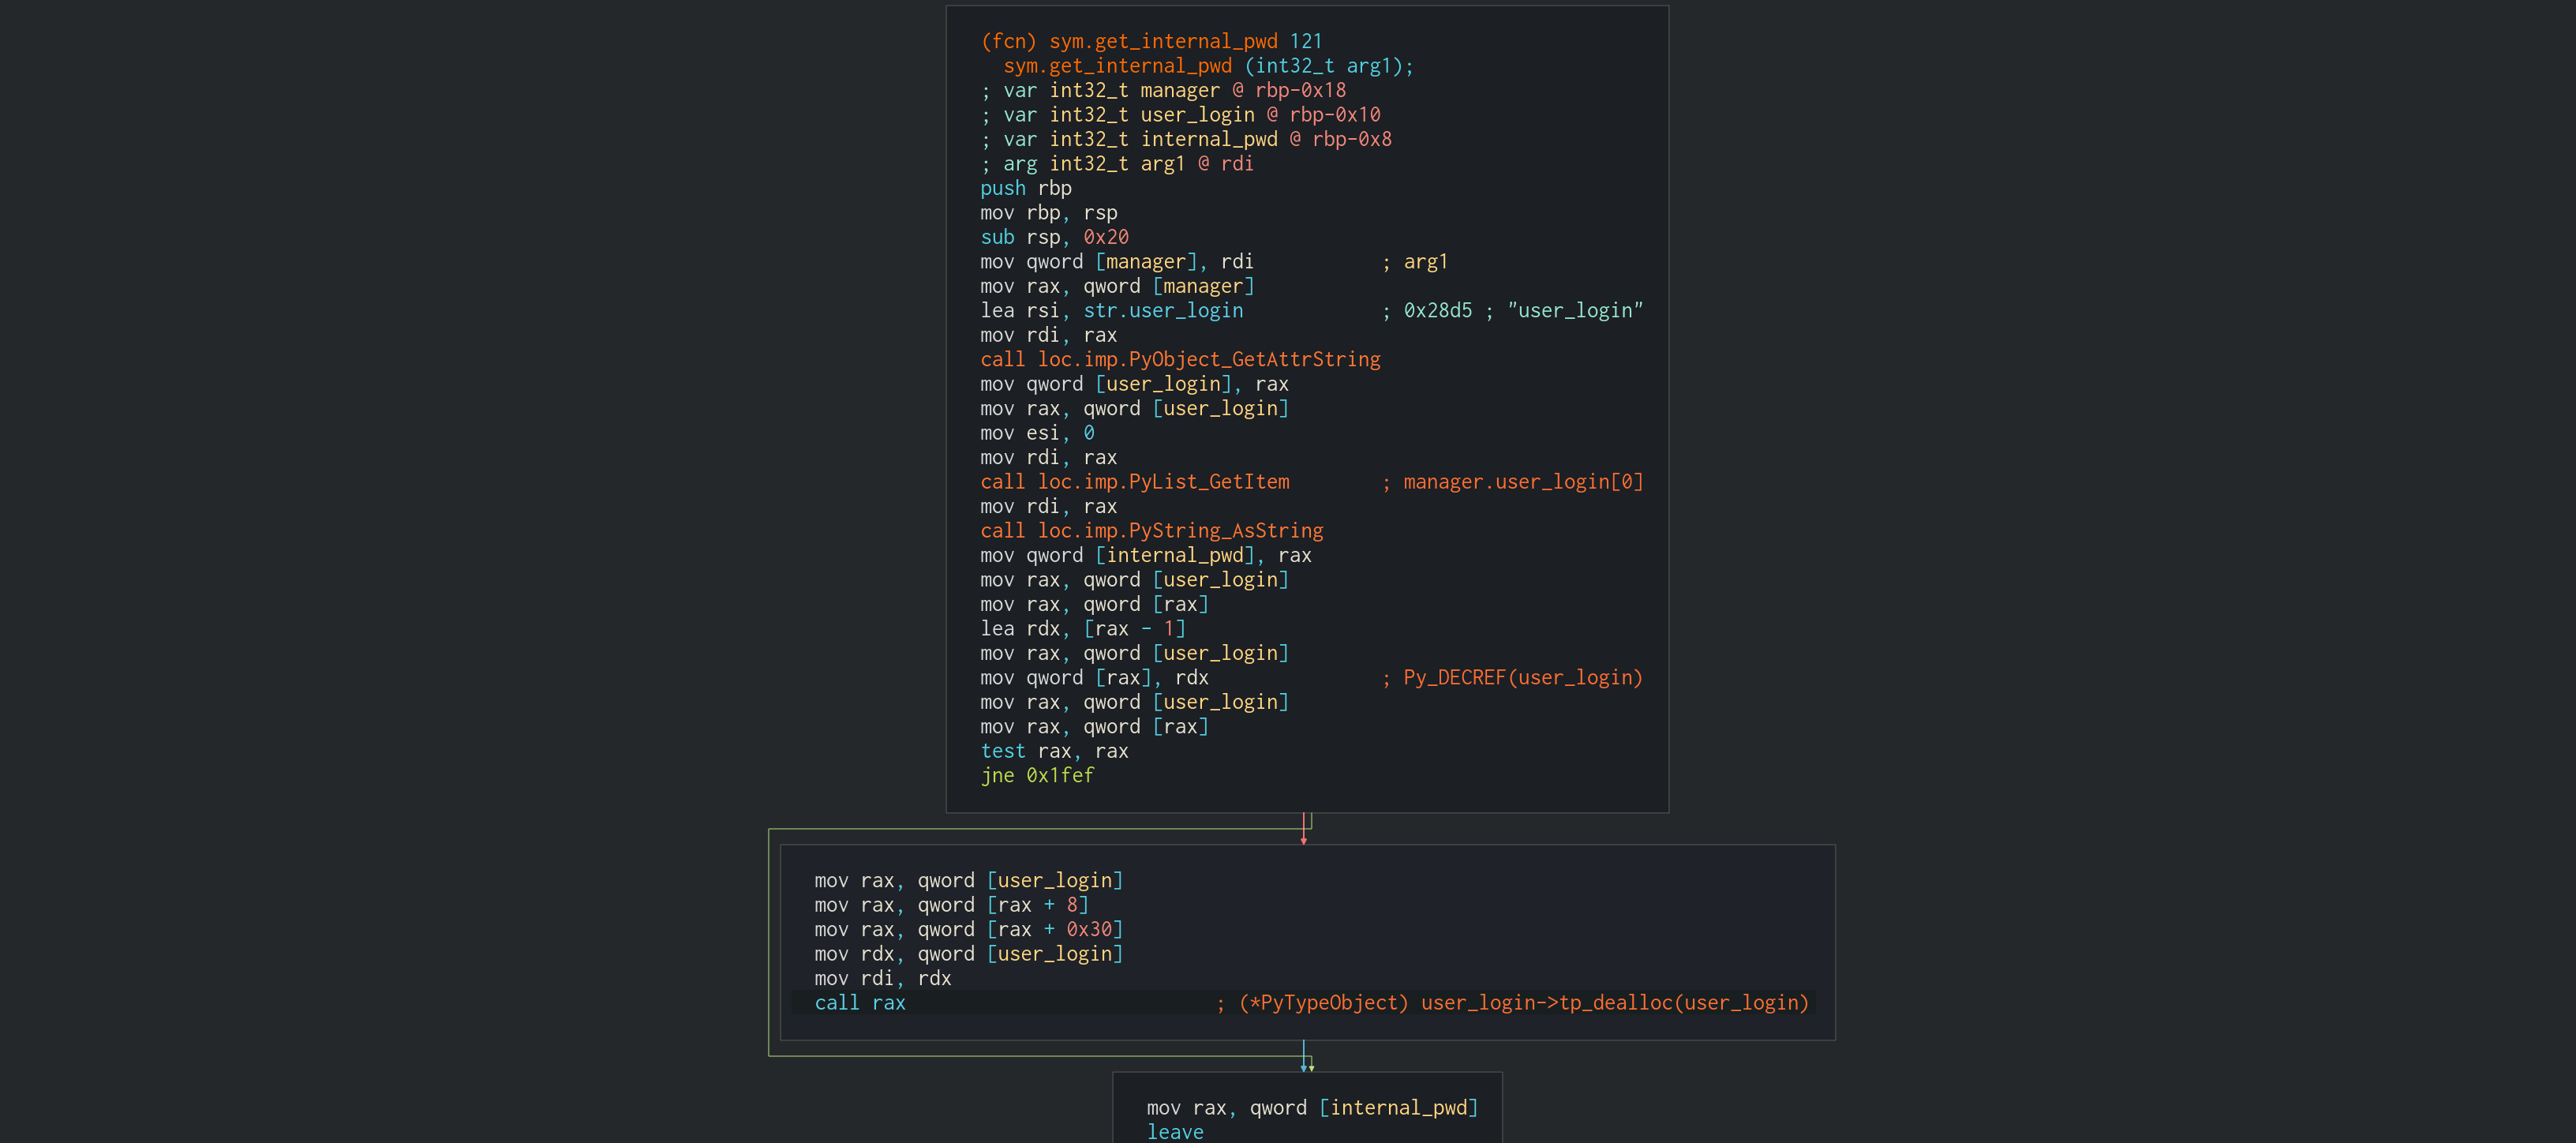 (fcn) sym.get_internal_pwd 121
sym.get_internal_pwd (int32_t arg1);
; var int32_t manager @ rbp-0x18
; var int32_t user_login @ rbp-0x10
; var int32_t internal_pwd @ rbp-0x8
; arg int32_t arg1 @ rdi
push rbp
mov rbp, rsp
sub rsp, 0x20
mov qword [manager], rdi ; arg1
mov rax, qword [manager]
lea rsi, str.user_login ; 0x28d5 ; "user_login"
mov rdi, rax
call loc.imp.PyObject_GetAttrString
mov qword [user_login], rax
mov rax, qword [user_login]
mov esi, 0
mov rdi, rax
call loc.imp.PyList_GetItem ; manager.user_login[0]
mov rdi, rax
call loc.imp.PyString_AsString
mov qword [internal_pwd], rax
mov rax, qword [user_login]
mov rax, qword [rax]
lea rdx, [rax - 1]
mov rax, qword [user_login]
mov qword [rax], rdx ; Py_DECREF(user_login)
mov rax, qword [user_login]
mov rax, qword [rax]
test rax, rax
jne 0x1fef
mov rax, qword [user_login]
mov rax, qword [rax + 8]
mov rax, qword [rax + 0x30]
mov rdx, qword [user_login]
mov rdi, rdx
call rax ; (*PyTypeObject) user_login->tp_dealloc(user_login)
mov rax, qword [internal_pwd]
leave